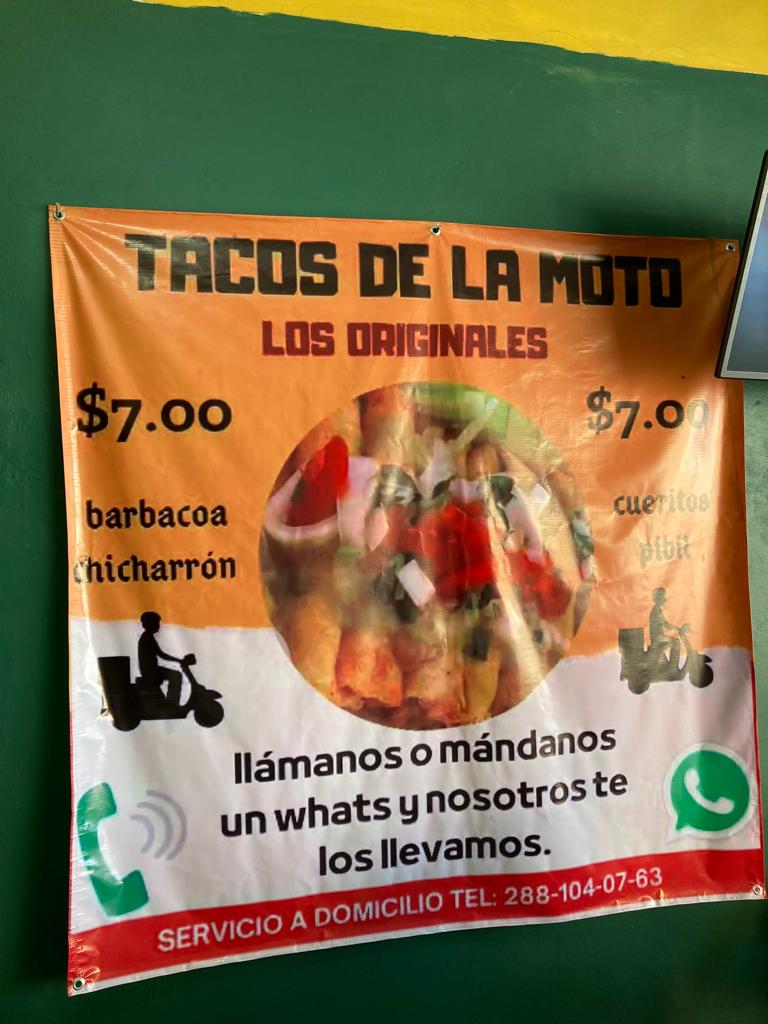 TACOS DE LA MOTO
LOS ORIGINALES
$7.00
barbacoa
chicharrón
$7.00
cueritos
pibil
llámanos o mándanos
un whats y nosotros te
los llevamos.
SERVICIO A DOMICILIO TEL: 288-104-07-63